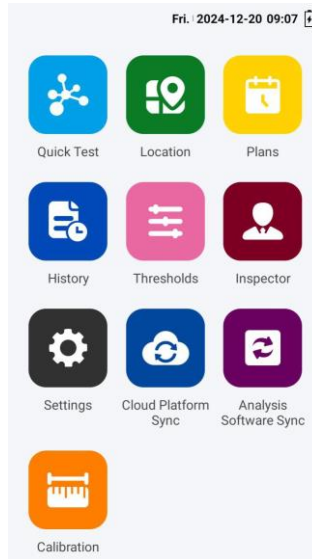 Fri. 2024-12-20 09:07
Quick Test
Location
Plans
History
Thresholds
Inspector
Settings
Cloud Platform
Sync
Analysis
Software Sync
Calibration